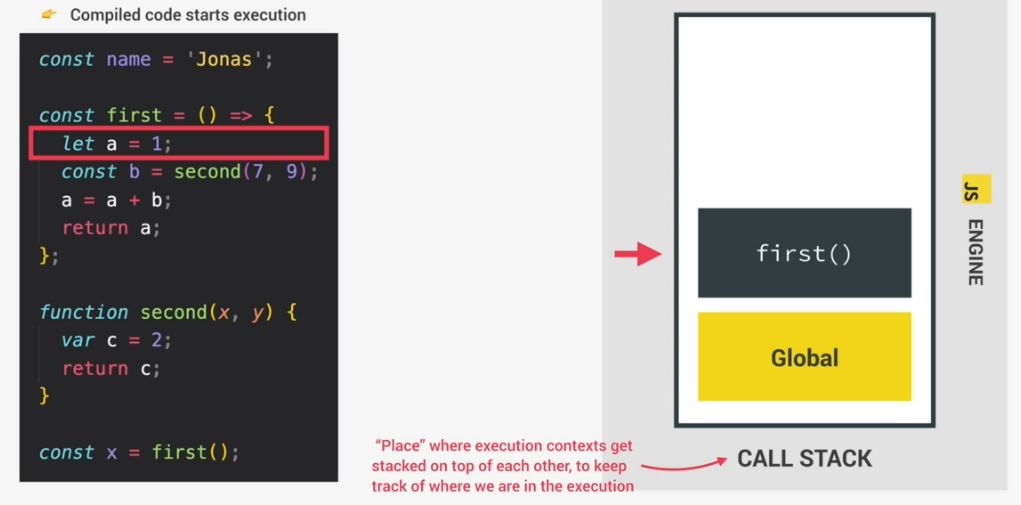 👉 Compiled code starts execution
const name = 'Jonas';
const first = () => {
let a = 1;
const b = second(7, 9);
a = a + b;
return a;
};
function second(x, y) {
var c = 2;
return c;
}
const x = first();
first()
Global
CALL STACK
“Place” where execution contexts get
stacked on top of each other, to keep
track of where we are in the execution
JS
ENGINE